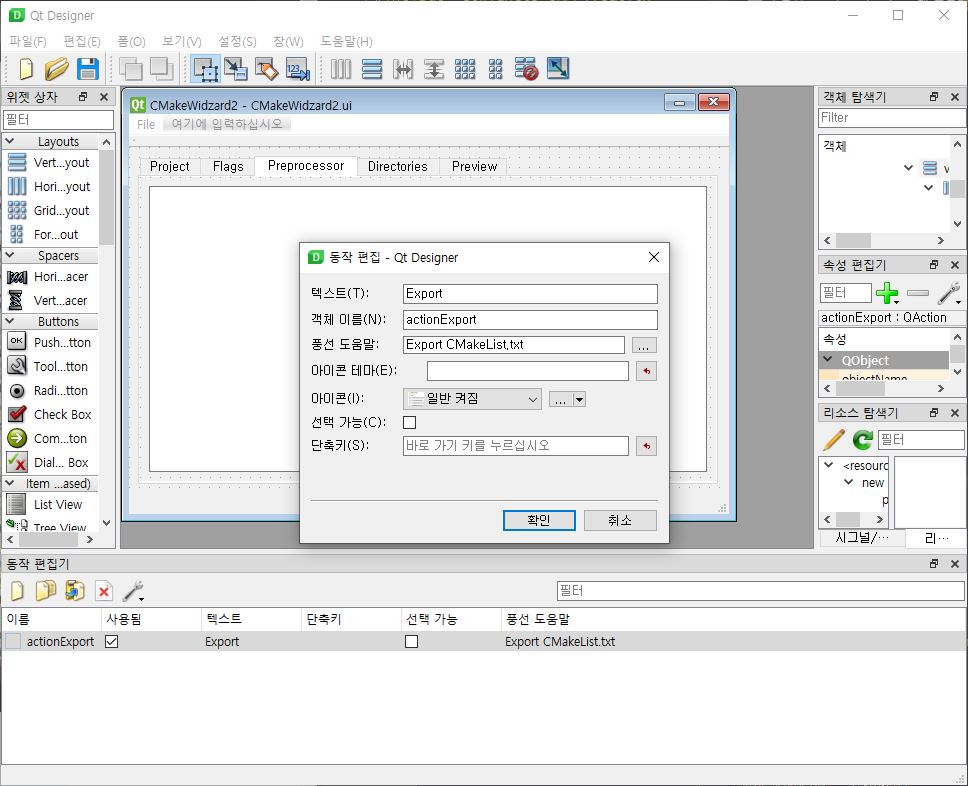 Qt Designer
파일(F) 편집(E) 폼(O) 보기(V) 설정(S) 창(W) 도움말(H)
위젯 상자
필터
Layouts
Vert...yout
Hori...yout
Grid...yout
For...out
Spacers
Hori...acer
Vert...acer
Buttons
Push...tton
Tool...tton
Radi...tton
Check Box
Com...ton
Dial... Box
Item ...ased)
List View
Tree View
Qt CMakeWidzard2 - CMakeWidzard2.ui
File 여기에 입력하십시오
Project Flags Preprocessor Directories Preview
동작 편집 - Qt Designer
텍스트(T): Export
객체 이름(N): actionExport
풍선 도움말: Export CMakeList.txt ...
아이콘 테마(E):
아이콘(I): 일반 켜짐 ...
선택 가능(C):
단축키(S): 바로 가기 키를 누르십시오
확인 취소
객체 탐색기
Filter
객체
v
속성 편집기
필터
actionExport : QAction
속성
QObject
objectName
리소스 탐색기
필터
<resourc
new
p
시그널/... 리...
동작 편집기
필터
이름 사용됨 텍스트 단축키 선택 가능 풍선 도움말
actionExport Export Export CMakeList.txt